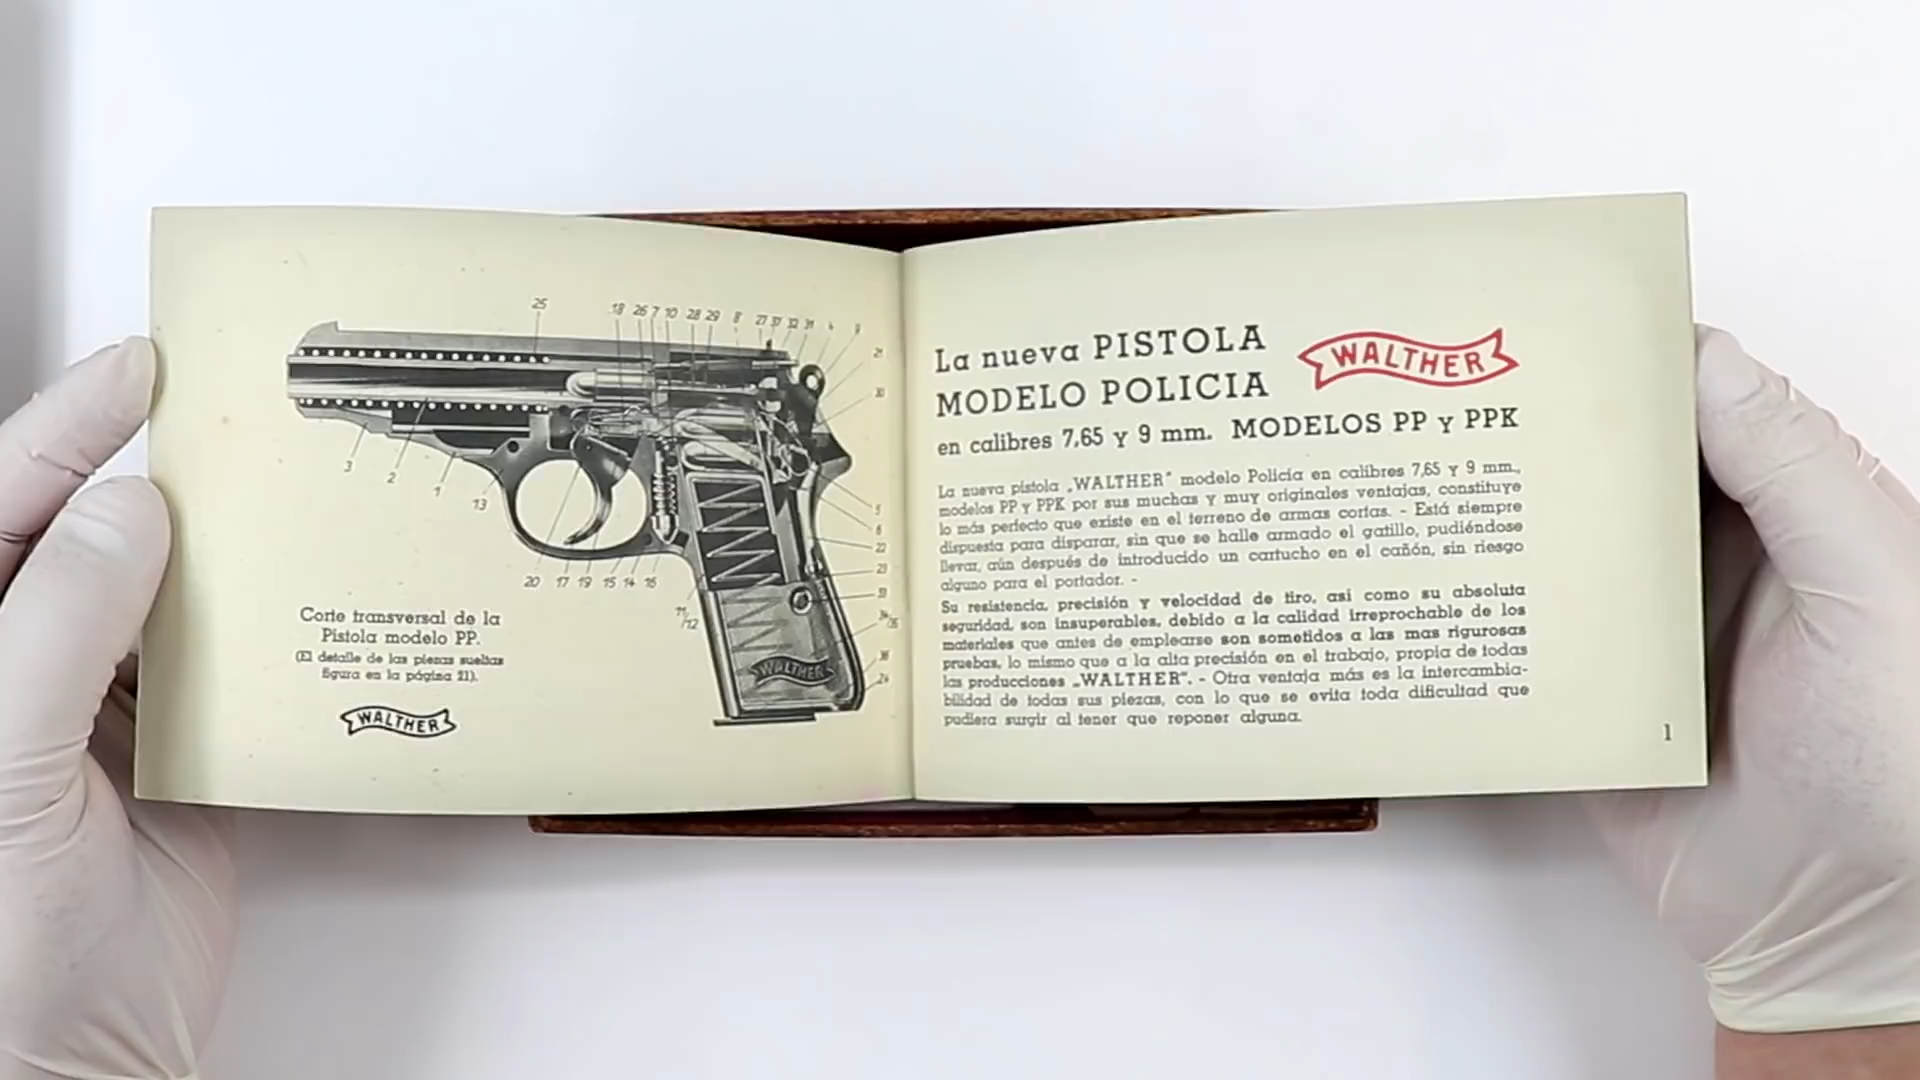 25
18 26 7 10 28 29 8 27 37 32 31 4 9
21
30
3 2 1 13
5
6
22
23
20 17 19 15 14 16
33
11/12
34/35
36
24
WALTHER
Corte transversal de la
Pistola modelo PP.
(El detalle de las piezas sueltas
figura en la página 21).
WALTHER
La nueva PISTOLA
MODELO POLICIA
WALTHER
en calibres 7,65 y 9 mm. MODELOS PP y PPK
La nueva pistola „WALTHER" modelo Policía en calibres 7,65 y 9 mm.,
modelos PP y PPK por sus muchas y muy originales ventajas, constituye
lo más perfecto que existe en el terreno de armas cortas. - Está siempre
dispuesta para disparar, sin que se halle armado el gatillo, pudiéndose
llevar, aún después de introducido un cartucho en el cañón, sin riesgo
alguno para el portador. -
Su resistencia, precisión y velocidad de tiro, así como su absoluta
seguridad, son insuperables, debido a la calidad irreprochable de los
materiales que antes de emplearse son sometidos a las mas rigurosas
pruebas, lo mismo que a la alta precisión en el trabajo, propia de todas
las producciones „WALTHER". - Otra ventaja más es la intercambia-
bilidad de todas sus piezas, con lo que se evita toda dificultad que
pudiera surgir al tener que reponer alguna.
1